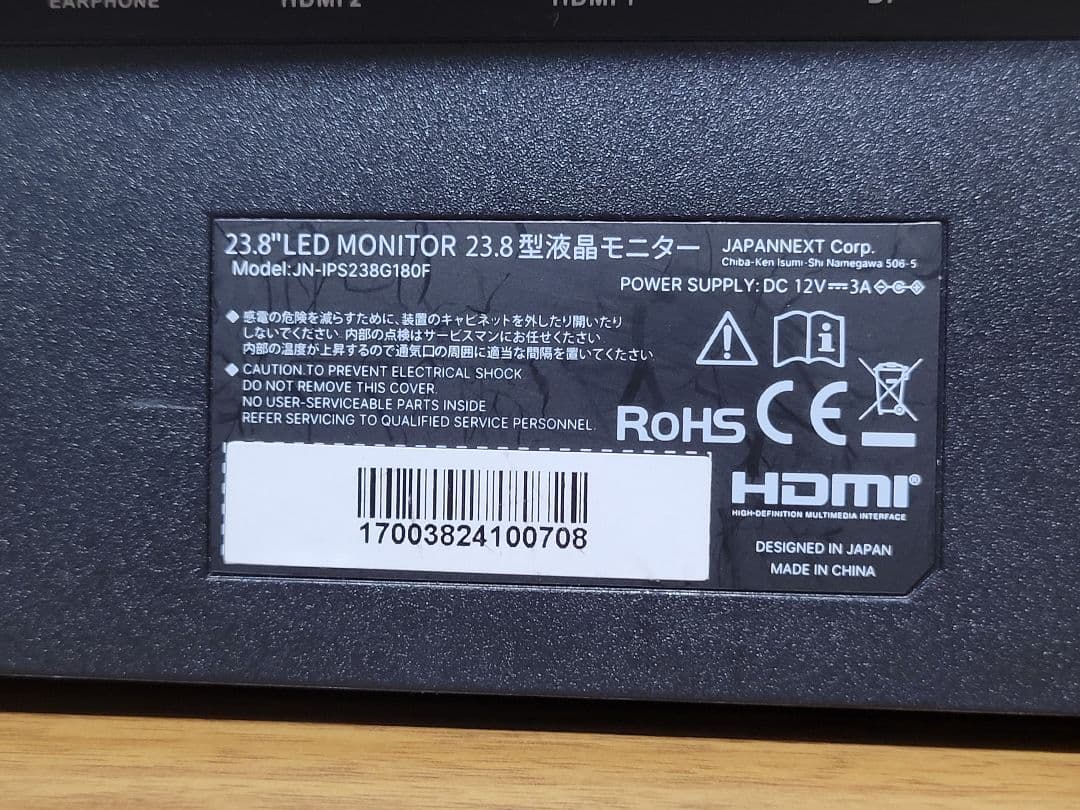 EARPHONE HDMI 2 HDMI 1 DP
23.8"LED MONITOR 23.8型液晶モニター
Model:JN-IPS238G180F
JAPANNEXT Corp.
Chiba-Ken Isumi-Shi Namegawa 506-5
POWER SUPPLY: DC 12V⎓3A
◆ 感電の危険を減らすために、装置のキャビネットを外したり開いたり
しないでください. 内部の点検はサービスマンにお任せください
内部の温度が上昇するので通気口の周囲に適当な間隔を置いてください.
◆ CAUTION.TO PREVENT ELECTRICAL SHOCK
DO NOT REMOVE THIS COVER.
NO USER-SERVICEABLE PARTS INSIDE
REFER SERVICING TO QUALIFIED SERVICE PERSONNEL.
RoHS CE
HDMI®
HIGH-DEFINITION MULTIMEDIA INTERFACE
17003824100708
DESIGNED IN JAPAN
MADE IN CHINA